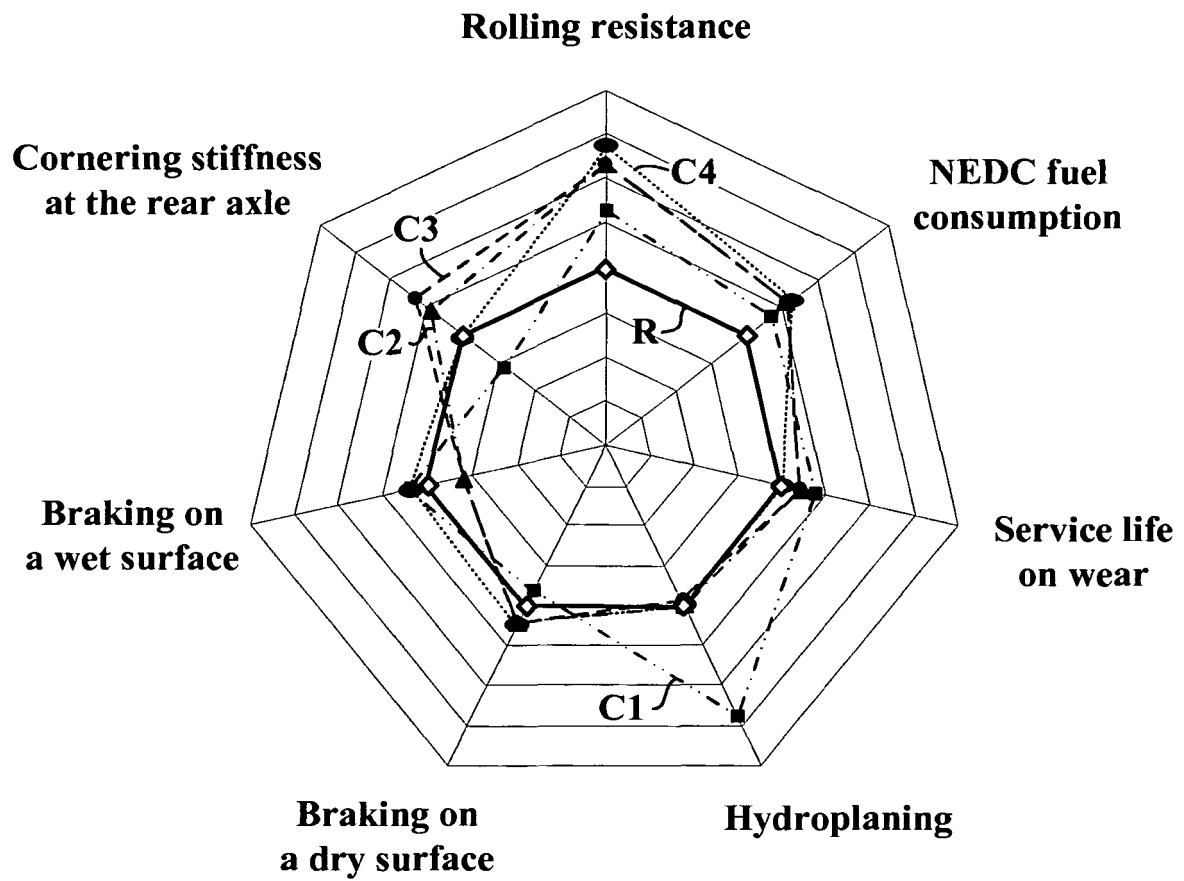 Rolling resistance
Cornering stiffness
at the rear axle
NEDC fuel
consumption
C4
C3
C2
R
Braking on
a wet surface
Service life
on wear
C1
Braking on
a dry surface
Hydroplaning